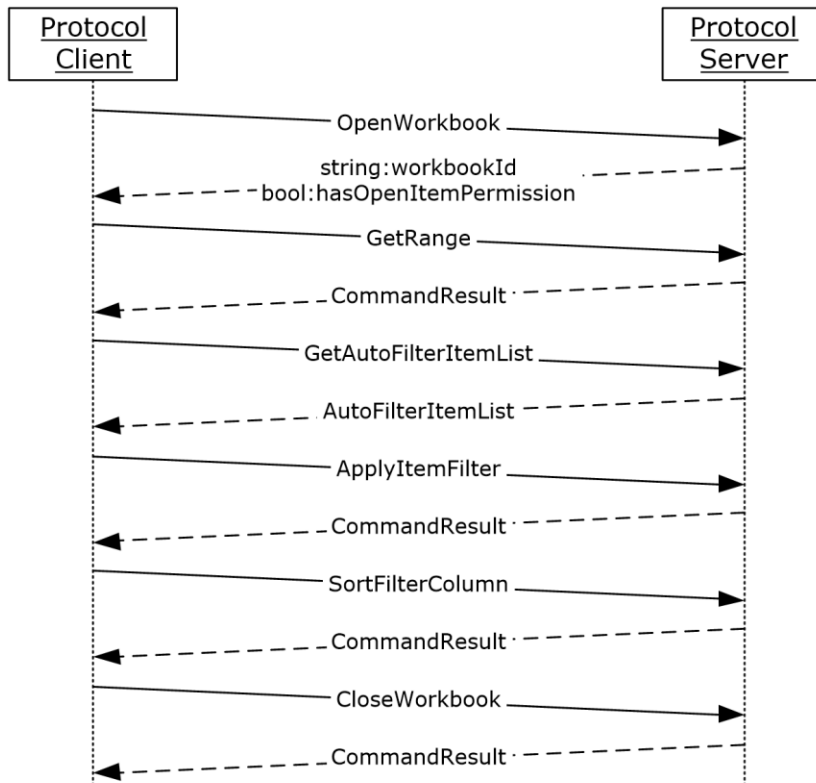 Protocol
Client
Protocol
Server
OpenWorkbook
string:workbookId
bool:hasOpenItemPermission
GetRange
CommandResult
GetAutoFilterItemList
AutoFilterItemList
ApplyItemFilter
CommandResult
SortFilterColumn
CommandResult
CloseWorkbook
CommandResult